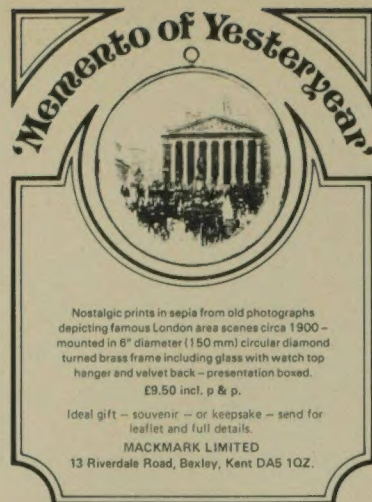 'Memento of Yesteryear'
Nostalgic prints in sepia from old photographs
depicting famous London area scenes circa 1900 –
mounted in 6" diameter (150 mm) circular diamond
turned brass frame including glass with watch top
hanger and velvet back – presentation boxed.
£9.50 incl. p & p.
Ideal gift – souvenir – or keepsake – send for
leaflet and full details.
MACKMARK LIMITED
13 Riverdale Road, Bexley, Kent DA5 1QZ.